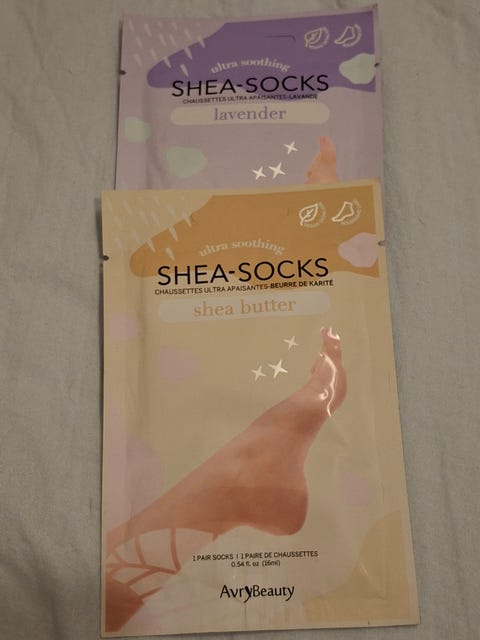 ultra soothing
SHEA-SOCKS
CHAUSSETTES ULTRA APAISANTES-LAVANDE
lavender
ultra soothing
SHEA-SOCKS
CHAUSSETTES ULTRA APAISANTES-BEURRE DE KARITÉ
shea butter
1 PAIR SOCKS | 1 PAIRE DE CHAUSSETTES
0.54 fl. oz (16ml)
AvryBeauty